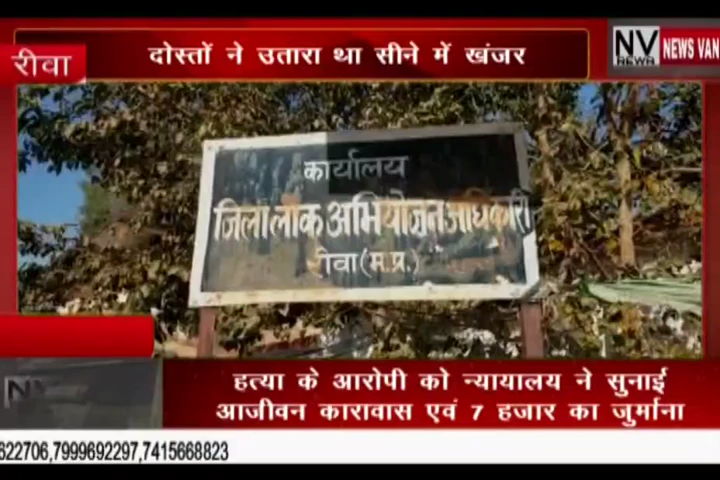 दोस्तों ने उतारा था सीने में खंजर
NV
NEWS VAN
रीवा
कार्यालय
जिला लोक अभियोजन अधिकारी
रीवा (म.प्र.)
हत्या के आरोपी को न्यायालय ने सुनाई
आजीवन कारावास एवं 7 हजार का जुर्माना
NV
622706,7999692297,7415668823